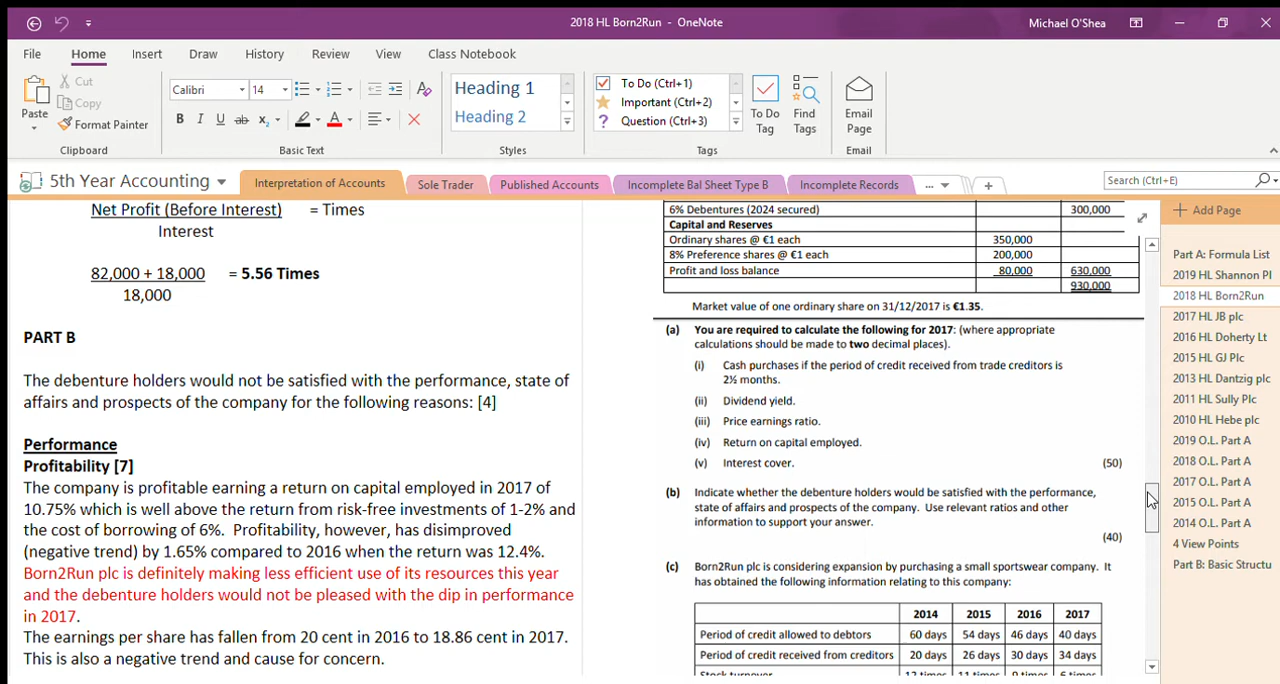 2018 HL Born2Run - OneNote
Michael O'Shea
File Home Insert Draw History Review View Class Notebook
Paste
Cut
Copy
Format Painter
Clipboard
Calibri 14
B I U ab x₂ A
Basic Text
Heading 1
Heading 2
Styles
To Do (Ctrl+1)
Important (Ctrl+2)
? Question (Ctrl+3)
To Do Tag
Find Tags
Tags
Email Page
Email
5th Year Accounting
Interpretation of Accounts
Sole Trader
Published Accounts
Incomplete Bal Sheet Type B
Incomplete Records
...
+
Search (Ctrl+E)
Net Profit (Before Interest) = Times
Interest
82,000 + 18,000 = 5.56 Times
18,000
PART B
The debenture holders would not be satisfied with the performance, state of
affairs and prospects of the company for the following reasons: [4]
Performance
Profitability [7]
The company is profitable earning a return on capital employed in 2017 of
10.75% which is well above the return from risk-free investments of 1-2% and
the cost of borrowing of 6%. Profitability, however, has disimproved
(negative trend) by 1.65% compared to 2016 when the return was 12.4%.
Born2Run plc is definitely making less efficient use of its resources this year
and the debenture holders would not be pleased with the dip in performance
in 2017.
The earnings per share has fallen from 20 cent in 2016 to 18.86 cent in 2017.
This is also a negative trend and cause for concern.
6% Debentures (2024 secured) 300,000
Capital and Reserves
Ordinary shares @ €1 each 350,000
8% Preference shares @ €1 each 200,000
Profit and loss balance 80,000 630,000
930,000
Market value of one ordinary share on 31/12/2017 is €1.35.
(a) You are required to calculate the following for 2017: (where appropriate
calculations should be made to two decimal places).
(i) Cash purchases if the period of credit received from trade creditors is
2½ months.
(ii) Dividend yield.
(iii) Price earnings ratio.
(iv) Return on capital employed.
(v) Interest cover. (50)
(b) Indicate whether the debenture holders would be satisfied with the performance,
state of affairs and prospects of the company. Use relevant ratios and other
information to support your answer.
(40)
(c) Born2Run plc is considering expansion by purchasing a small sportswear company. It
has obtained the following information relating to this company:
2014 2015 2016 2017
Period of credit allowed to debtors 60 days 54 days 46 days 40 days
Period of credit received from creditors 20 days 26 days 30 days 34 days
Stock turnover 12 times 11 times 9 times 6 times
Add Page
Part A: Formula List
2019 HL Shannon Pl
2018 HL Born2Run
2017 HL JB plc
2016 HL Doherty Lt
2015 HL GJ Plc
2013 HL Dantzig plc
2011 HL Sully Plc
2010 HL Hebe plc
2019 O.L. Part A
2018 O.L. Part A
2017 O.L. Part A
2015 O.L. Part A
2014 O.L. Part A
4 View Points
Part B: Basic Structu